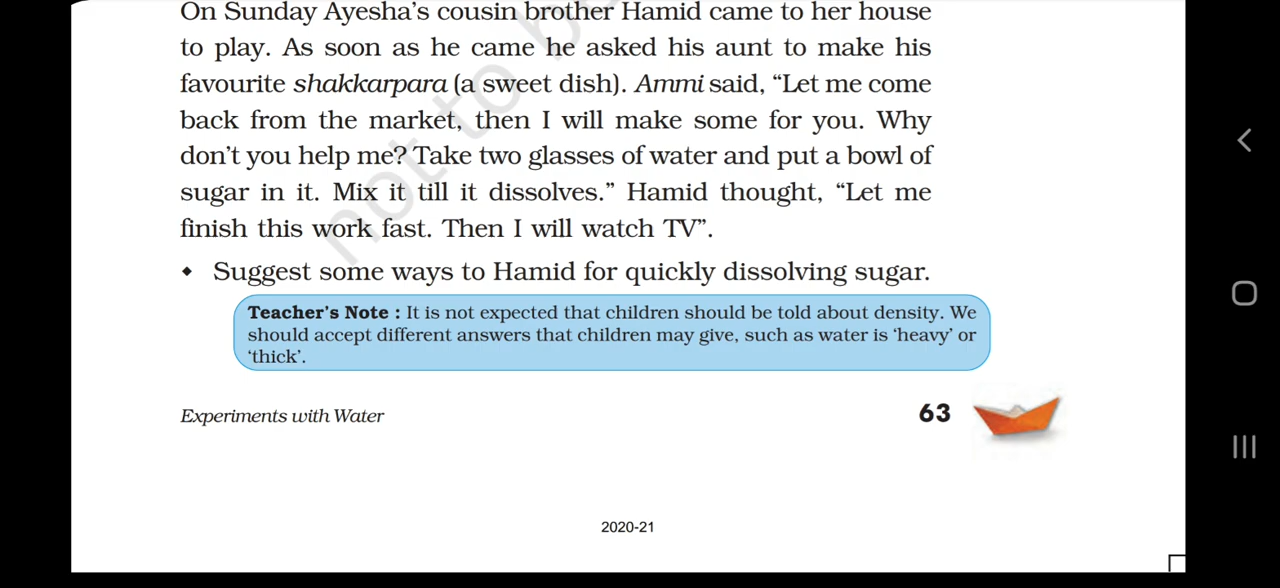 On Sunday Ayesha's cousin brother Hamid came to her house
to play. As soon as he came he asked his aunt to make his
favourite shakkarpara (a sweet dish). Ammi said, “Let me come
back from the market, then I will make some for you. Why
don't you help me? Take two glasses of water and put a bowl of
sugar in it. Mix it till it dissolves.” Hamid thought, “Let me
finish this work fast. Then I will watch TV”.
◆ Suggest some ways to Hamid for quickly dissolving sugar.
Teacher's Note : It is not expected that children should be told about density. We
should accept different answers that children may give, such as water is ‘heavy’ or
‘thick’.
Experiments with Water
63
2020-21
not to be